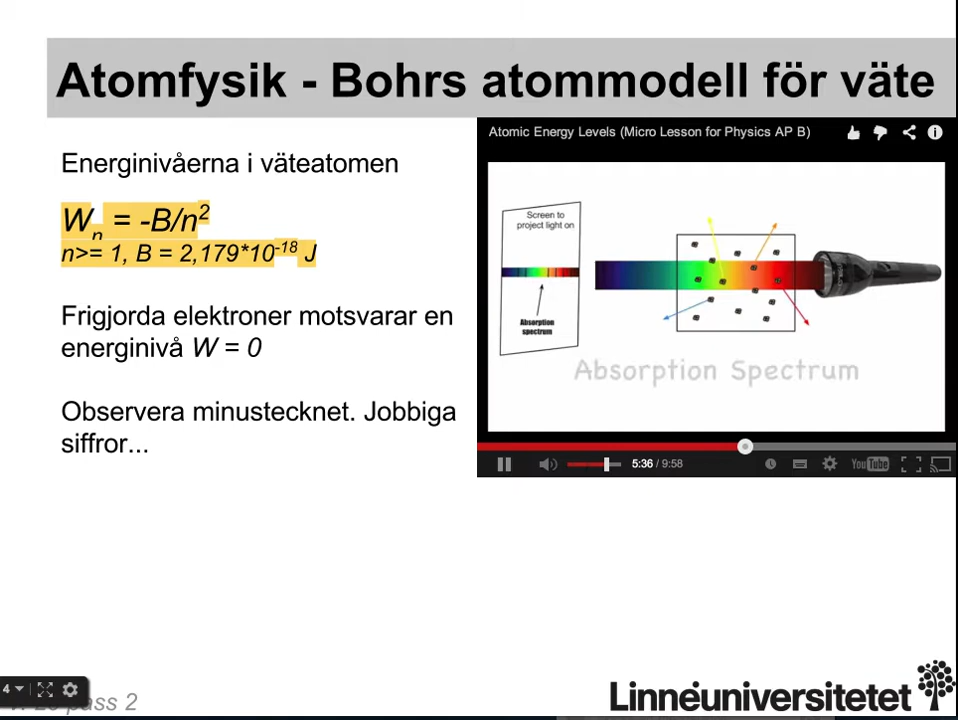 Atomfysik - Bohrs atommodell för väte
Energinivåerna i väteatomen
Wn = -B/n²
n>= 1, B = 2,179*10⁻¹⁸ J
Frigjorda elektroner motsvarar en
energinivå W = 0
Observera minustecknet. Jobbiga
siffror...
Atomic Energy Levels (Micro Lesson for Physics AP B)
Screen to
project light on
Absorption
spectrum
Absorption Spectrum
5:36 / 9:58
YouTube
4
pass 2
Linnéuniversitetet